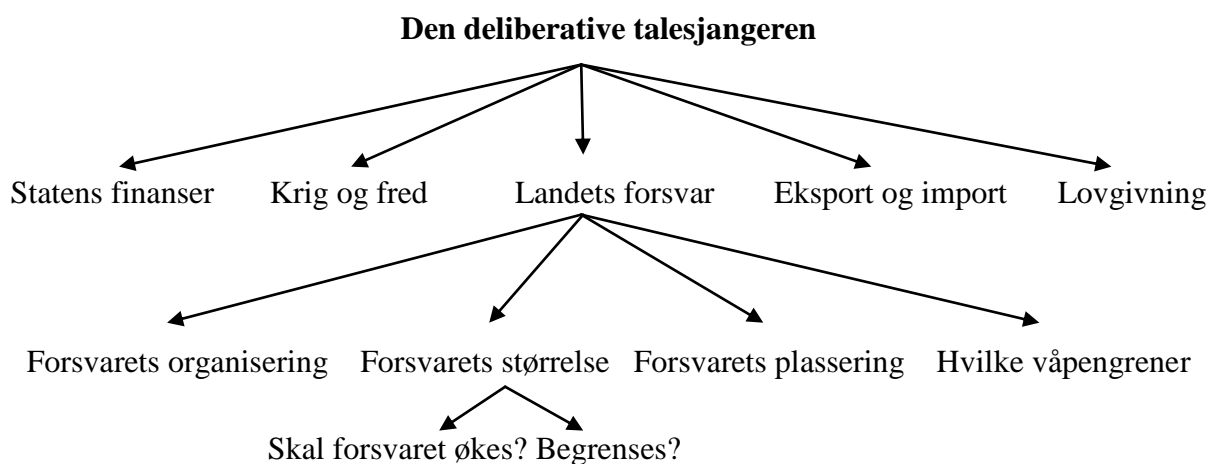 Den deliberative talesjangeren
Statens finanser Krig og fred Landets forsvar Eksport og import Lovgivning
Forsvarets organisering Forsvarets størrelse Forsvarets plassering Hvilke våpengrener
Skal forsvaret økes? Begrenses?